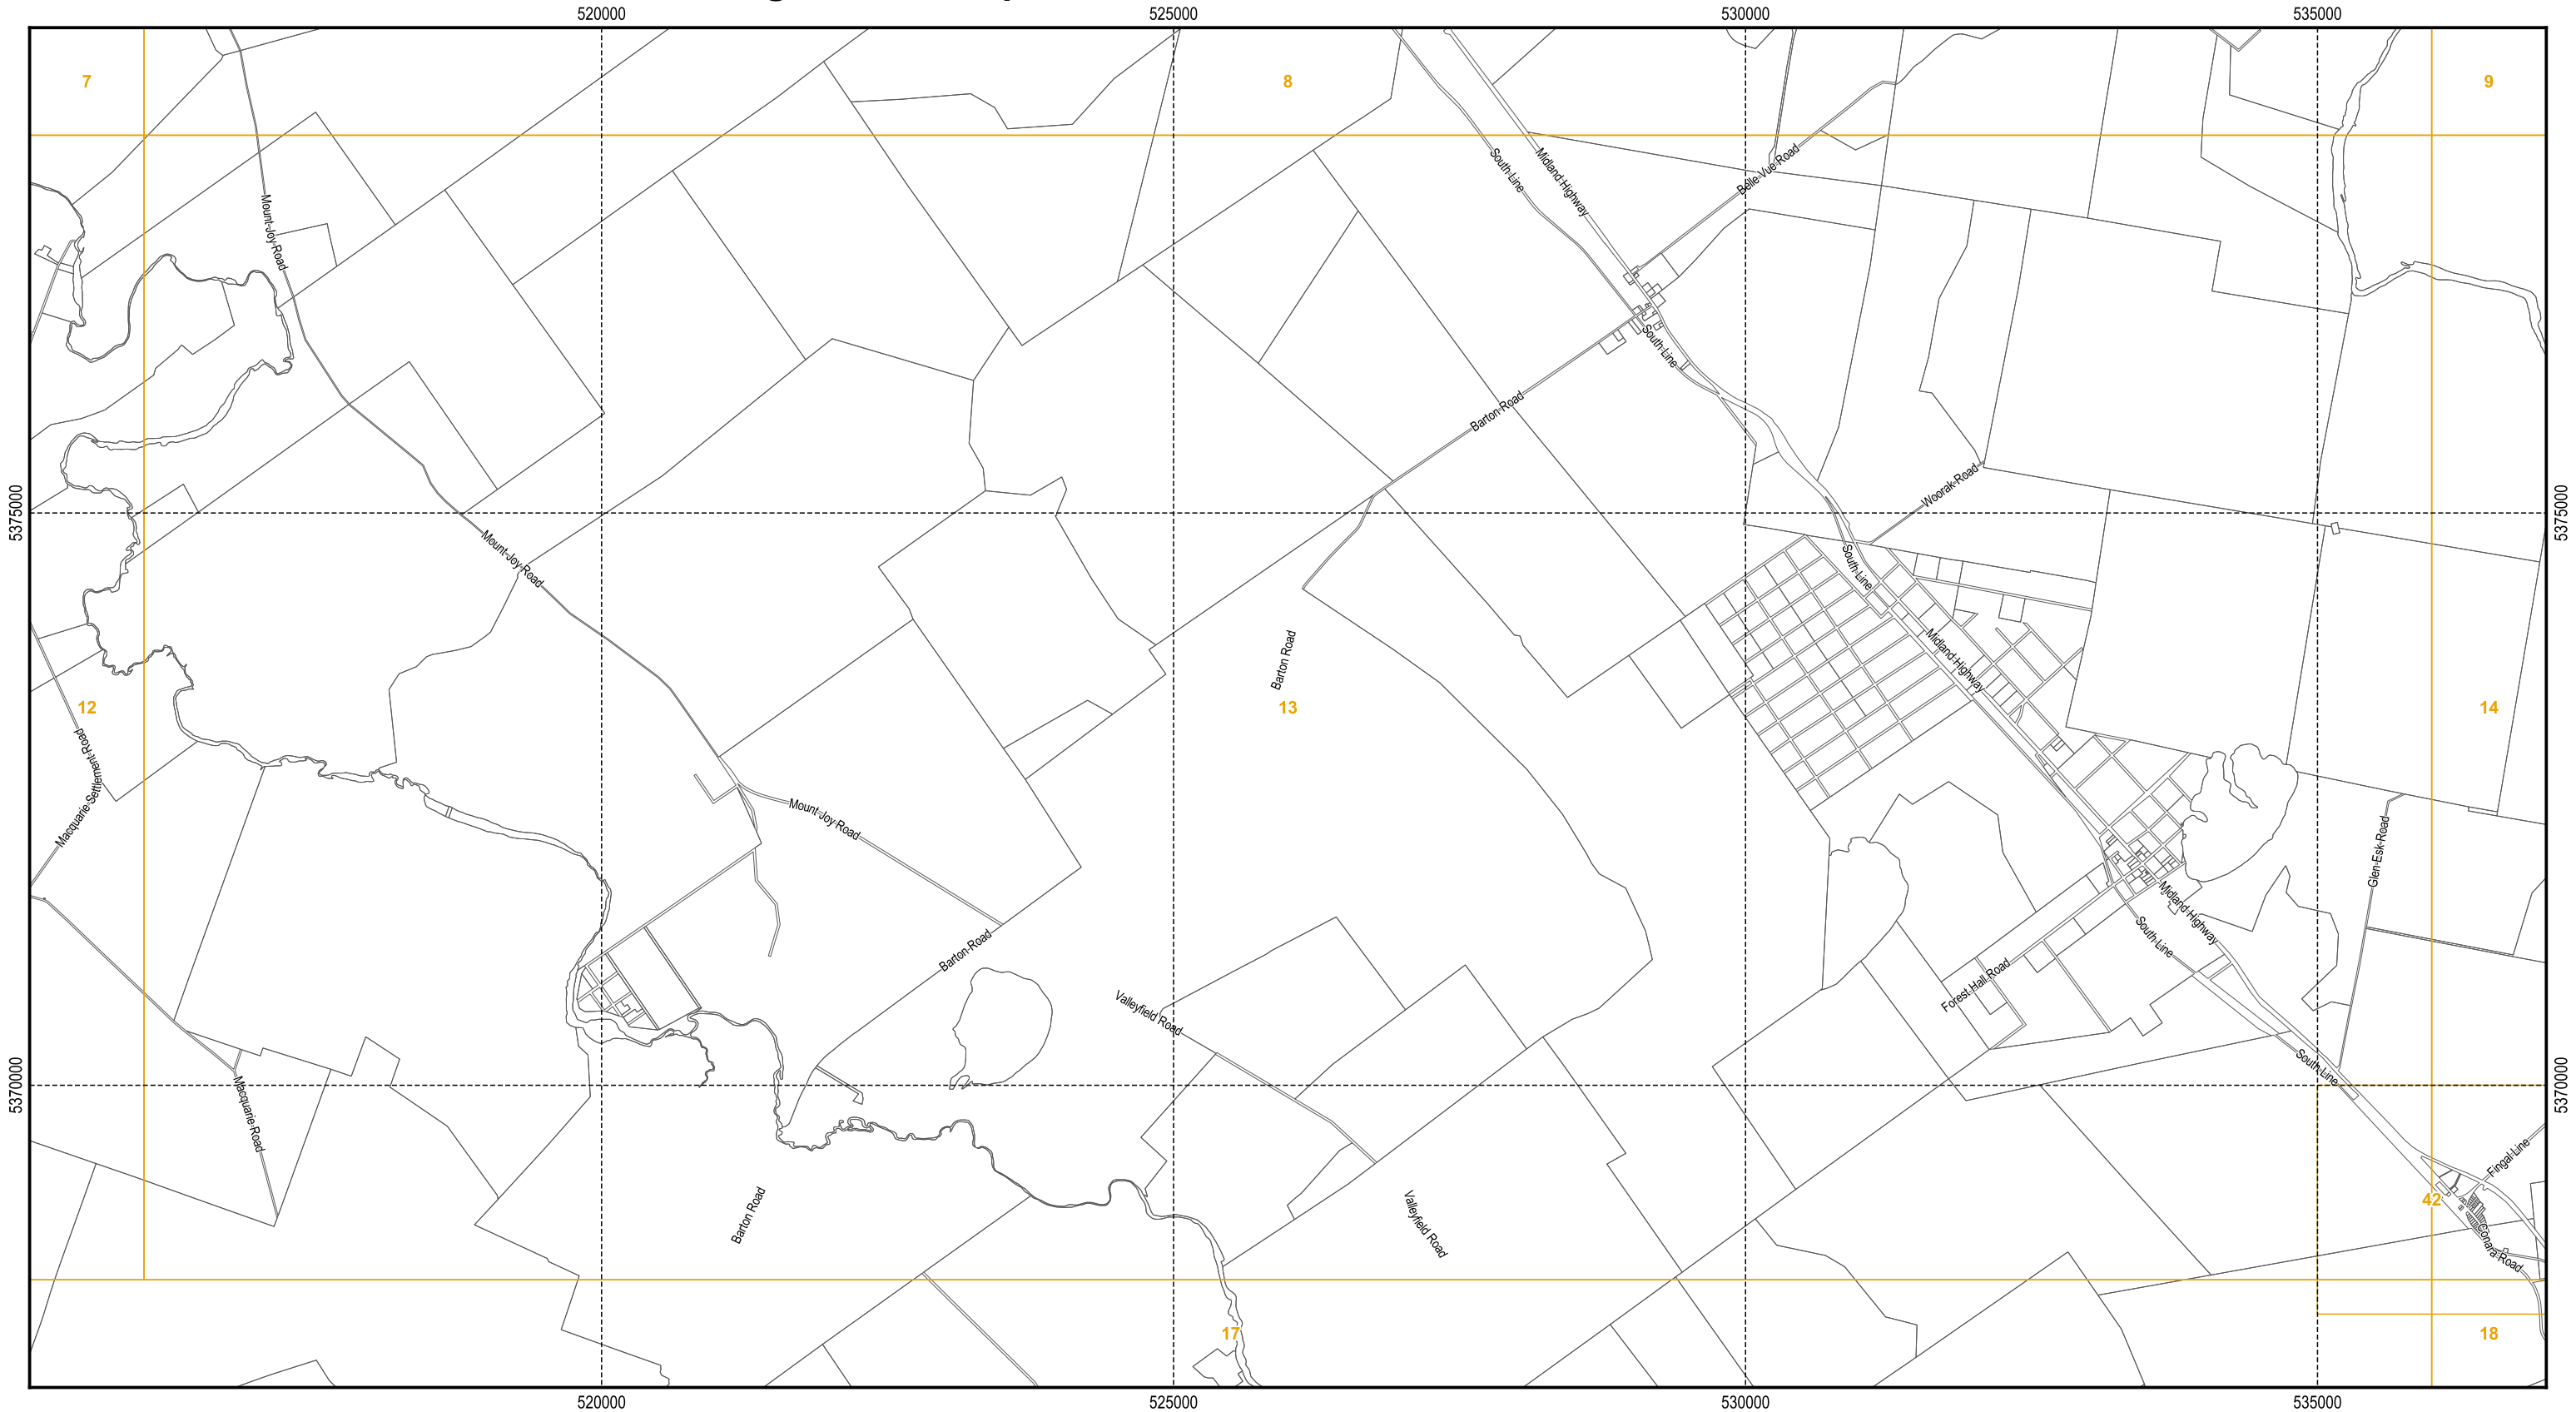 520000
525000
530000
535000
7
8
9
South Line
Midland Highway
Belle Vue Road
Mount Joy Road
South Line
Barton Road
Woorak Road
5375000
5375000
Mount Joy Road
South Line
Barton Road
Midland Highway
12
13
14
Macquarie Settlement Road
Mount Joy Road
Glen Esk Road
Midland Highway
South Line
Barton Road
Forest Hall Road
Valleyfield Road
South Line
5370000
5370000
Macquarie Road
Fingal Line
Barton Road
Valleyfield Road
42
Conara Road
17
18
520000
525000
530000
535000